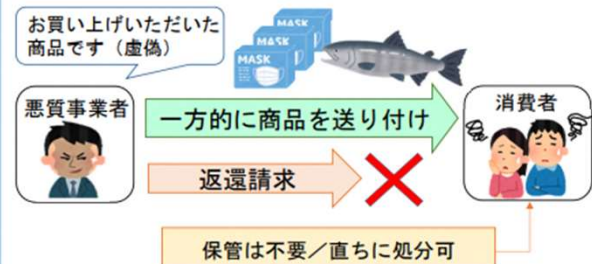 お買い上げいただいた
商品です（虚偽）
MASK
MASK
MASK
悪質事業者
一方的に商品を送り付け
消費者
返還請求
保管は不要／直ちに処分可